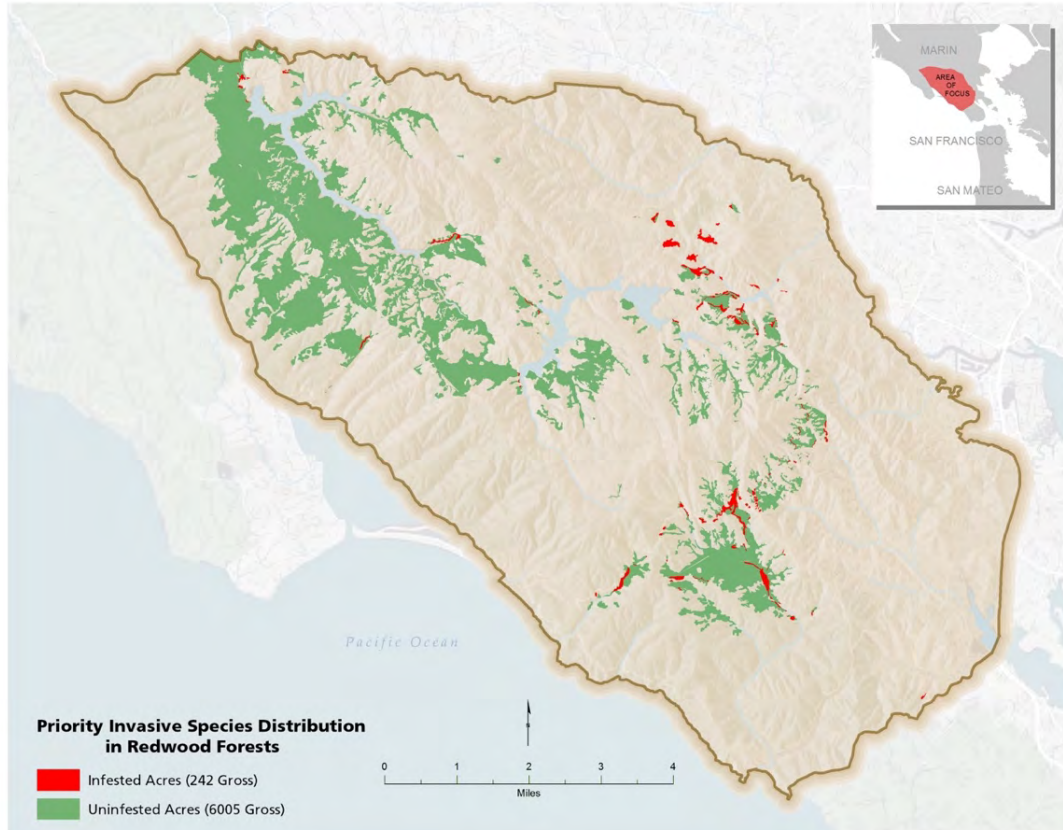 MARIN
AREA
OF
FOCUS
SAN FRANCISCO
SAN MATEO
Pacific Ocean
Priority Invasive Species Distribution
in Redwood Forests
Infested Acres (242 Gross)
Uninfested Acres (6005 Gross)
0 1 2 3 4
Miles